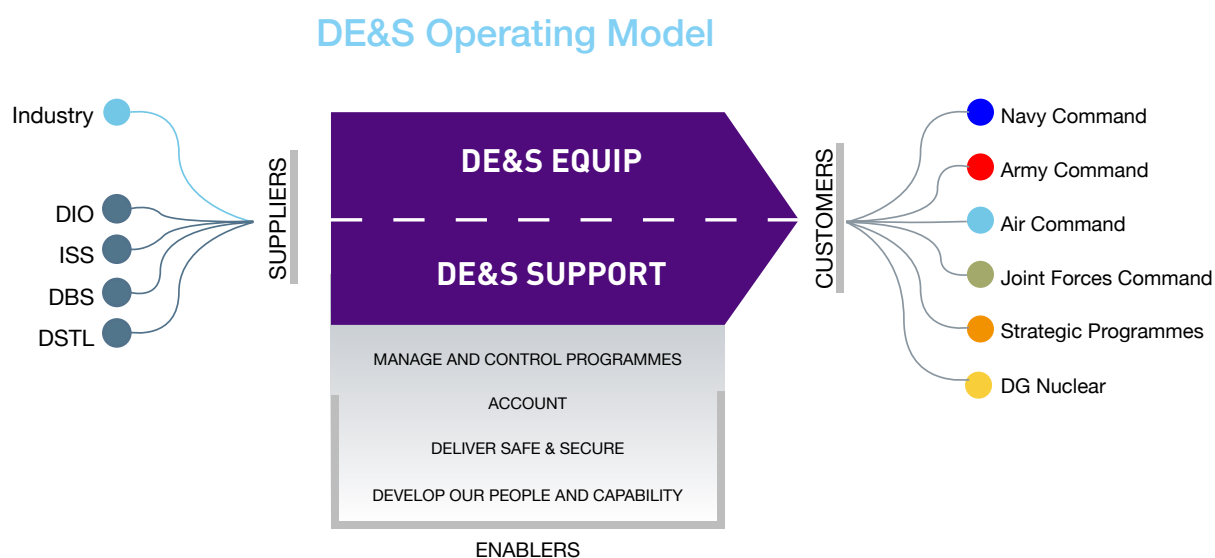 DE&S Operating Model
Industry
DIO
ISS
DBS
DSTL
SUPPLIERS
DE&S EQUIP
DE&S SUPPORT
MANAGE AND CONTROL PROGRAMMES
ACCOUNT
DELIVER SAFE & SECURE
DEVELOP OUR PEOPLE AND CAPABILITY
ENABLERS
CUSTOMERS
Navy Command
Army Command
Air Command
Joint Forces Command
Strategic Programmes
DG Nuclear